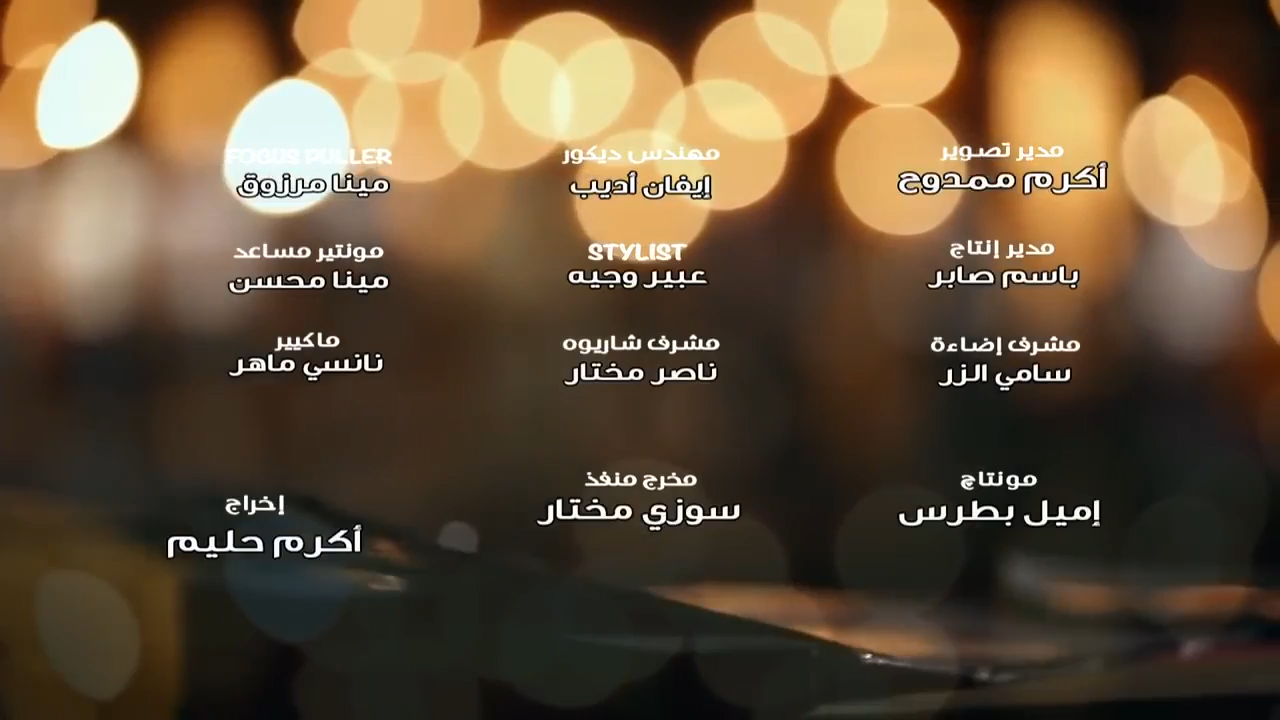 مدير تصوير
أكرم ممدوح
مهندس ديكور
إيفان أديب
FOCUS PULLER
مينا مرزوق
مدير إنتاج
باسم صابر
STYLIST
عبير وجيه
مونتير مساعد
مينا محسن
مشرف إضاءة
سامي الزر
مشرف شاريوه
ناصر مختار
ماكيير
نانسي ماهر
مونتاچ
إميل بطرس
مخرج منفذ
سوزي مختار
إخراج
أكرم حليم